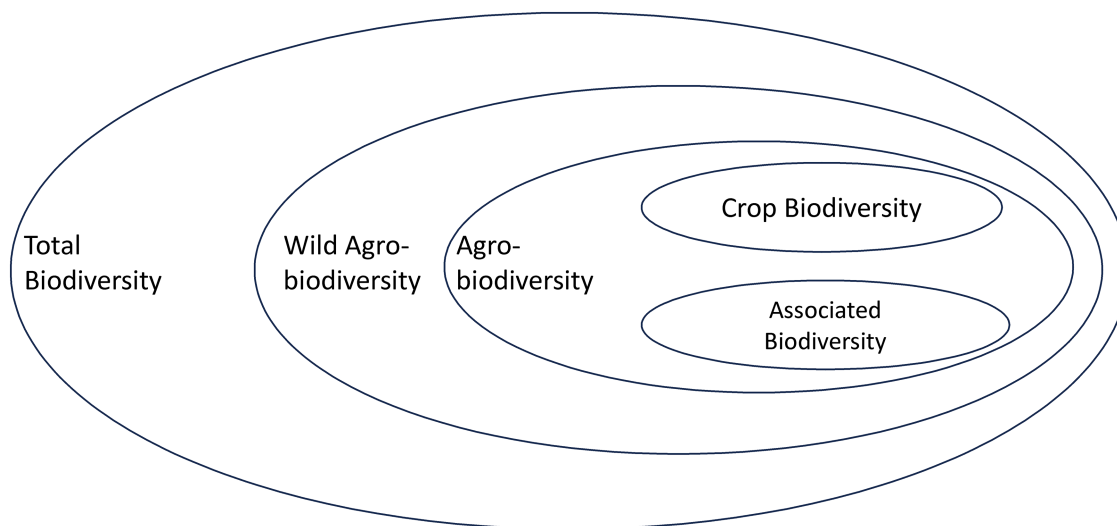 Total
Biodiversity
Wild Agro-
biodiversity
Agro-
biodiversity
Crop Biodiversity
Associated
Biodiversity